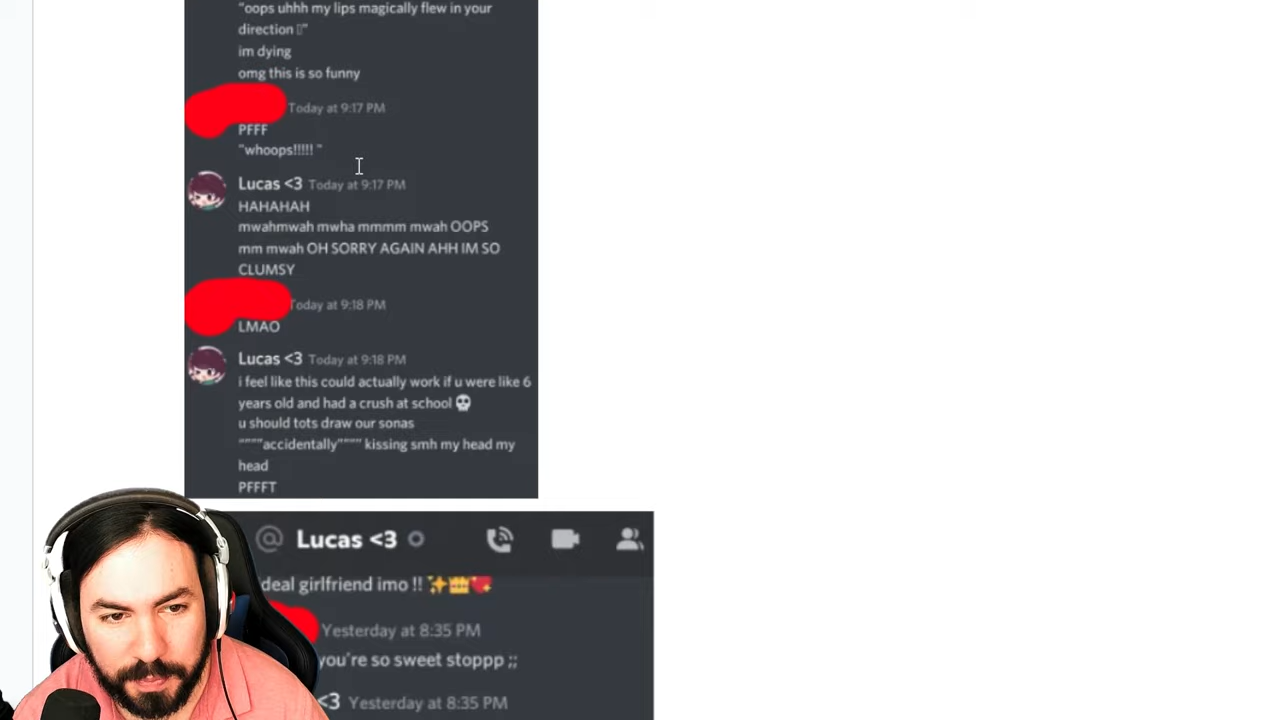 "oops uhhh my lips magically flew in your
direction "
im dying
omg this is so funny
Today at 9:17 PM
PFFF
"whoops!!!!! "
Lucas <3 Today at 9:17 PM
HAHAHAH
mwahmwah mwha mmmm mwah OOPS
mm mwah OH SORRY AGAIN AHH IM SO
CLUMSY
Today at 9:18 PM
LMAO
Lucas <3 Today at 9:18 PM
i feel like this could actually work if u were like 6
years old and had a crush at school 💀
u should tots draw our sonas
""""accidentally"""" kissing smh my head my
head
PFFFT
@ Lucas <3
deal girlfriend imo !! ✨👑💖
Yesterday at 8:35 PM
you're so sweet stoppp ;;
<3 Yesterday at 8:35 PM